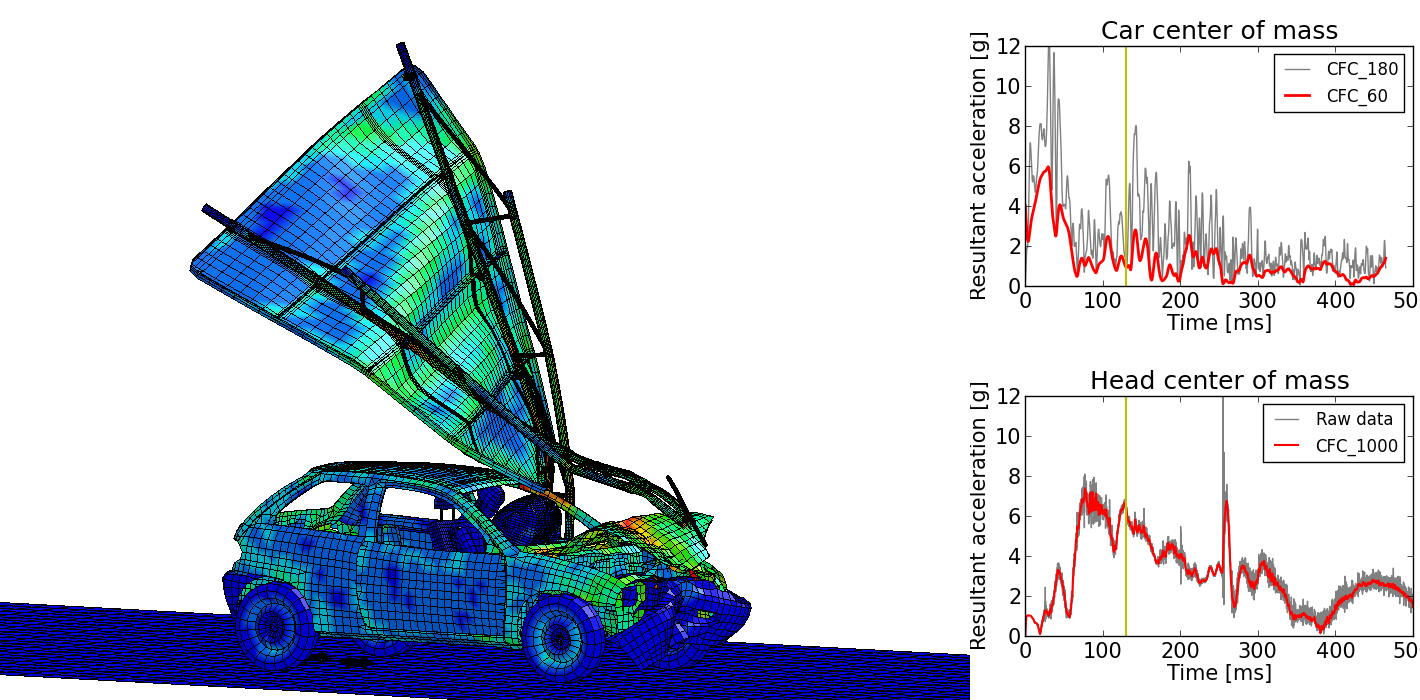 Car center of mass
Resultant acceleration [g]
12
10
8
6
4
2
0
CFC_180
CFC_60
0 100 200 300 400 50
Time [ms]
Head center of mass
Resultant acceleration [g]
12
10
8
6
4
2
0
Raw data
CFC_1000
0 100 200 300 400 50
Time [ms]